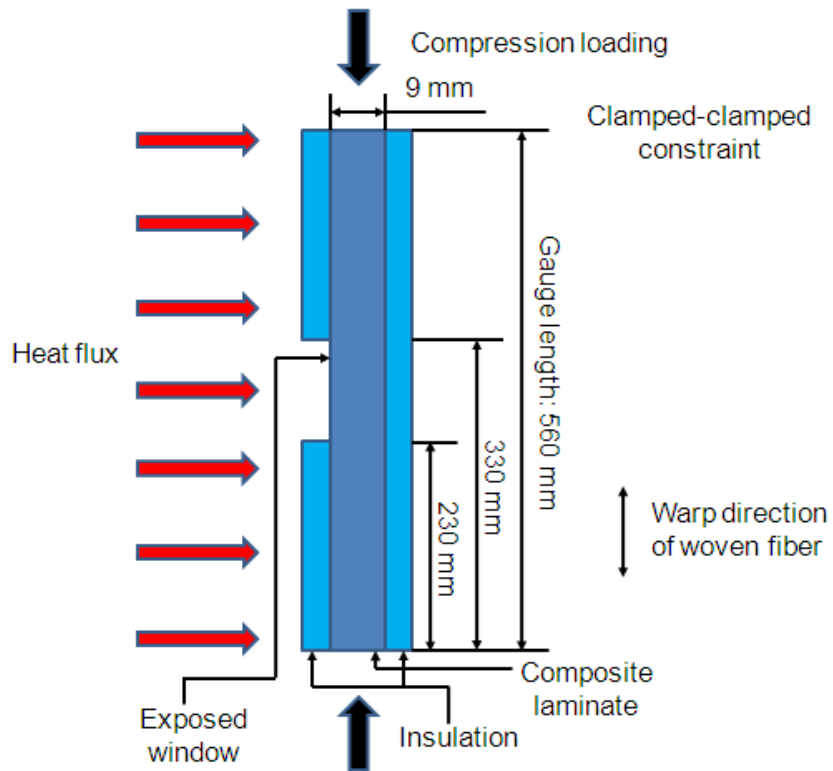 Compression loading
9 mm
Clamped-clamped
constraint
Heat flux
Gauge length: 560 mm
330 mm
230 mm
Warp direction
of woven fiber
Composite
laminate
Exposed
window
Insulation